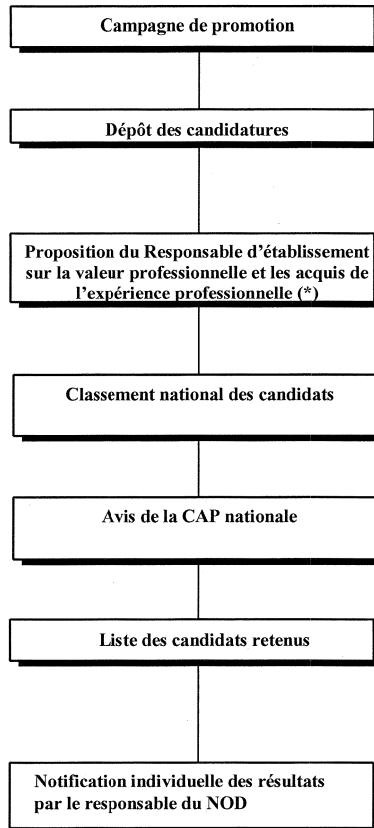 Campagne de promotion
Dépôt des candidatures
Proposition du Responsable d'établissement
sur la valeur professionnelle et les acquis de
l'expérience professionnelle (*)
Classement national des candidats
Avis de la CAP nationale
Liste des candidats retenus
Notification individuelle des résultats
par le responsable du NOD